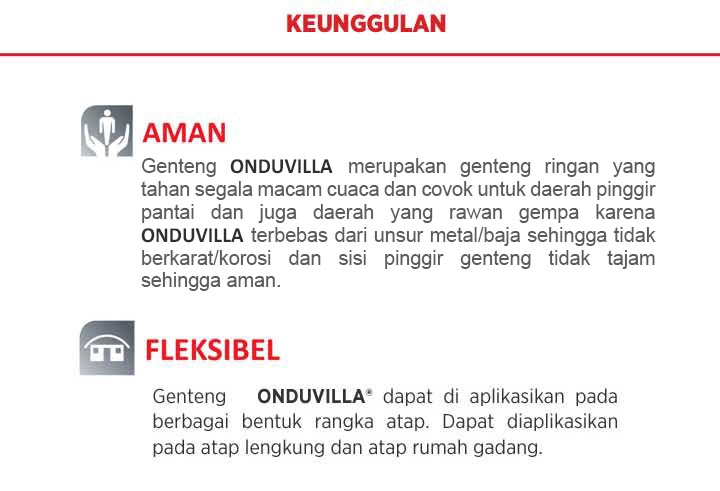 KEUNGGULAN
AMAN
Genteng ONDUVILLA merupakan genteng ringan yang
tahan segala macam cuaca dan covok untuk daerah pinggir
pantai dan juga daerah yang rawan gempa karena
ONDUVILLA terbebas dari unsur metal/baja sehingga tidak
berkarat/korosi dan sisi pinggir genteng tidak tajam
sehingga aman.
FLEKSIBEL
Genteng ONDUVILLA® dapat di aplikasikan pada
berbagai bentuk rangka atap. Dapat diaplikasikan
pada atap lengkung dan atap rumah gadang.